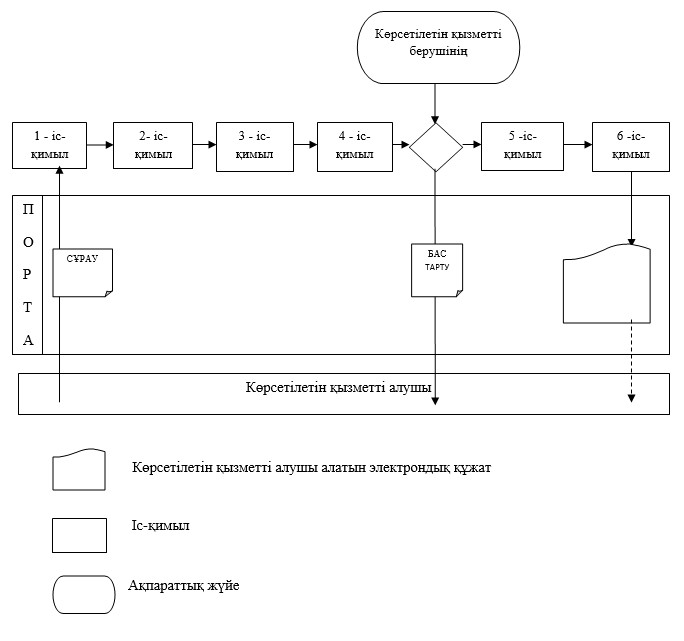 Көрсетілетін қызметті
берушінің
1 - іс-
қимыл
2- іс-
қимыл
3 - іс-
қимыл
4 - іс-
қимыл
5 -іс-
қимыл
6 -іс-
қимыл
П
О
Р
Т
А
СҰРАУ
БАС
ТАРТУ
Көрсетілетін қызметті алушы
Көрсетілетін қызметті алушы алатын электрондық құжат
Іс-қимыл
Ақпараттық жүйе